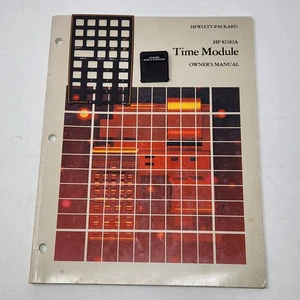 HEWLETT-PACKARD
HP 82182A
Time Module
OWNER'S MANUAL